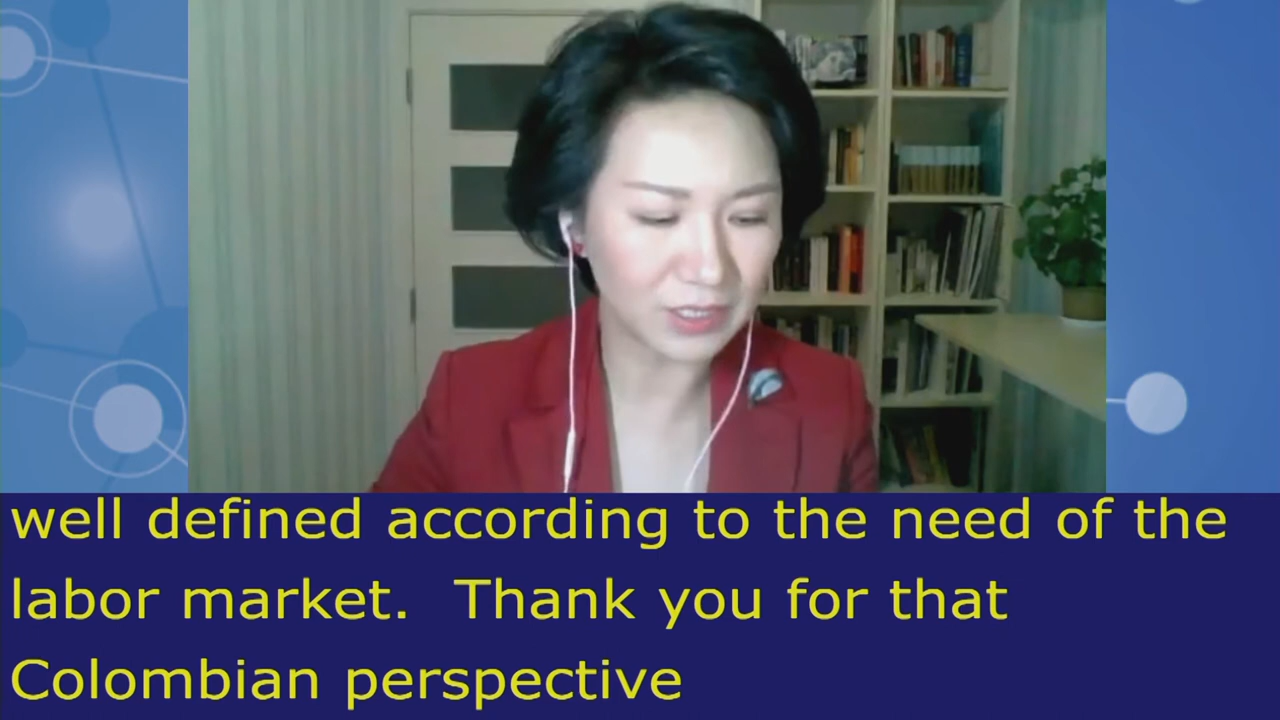 well defined according to the need of the
labor market.  Thank you for that
Colombian perspective